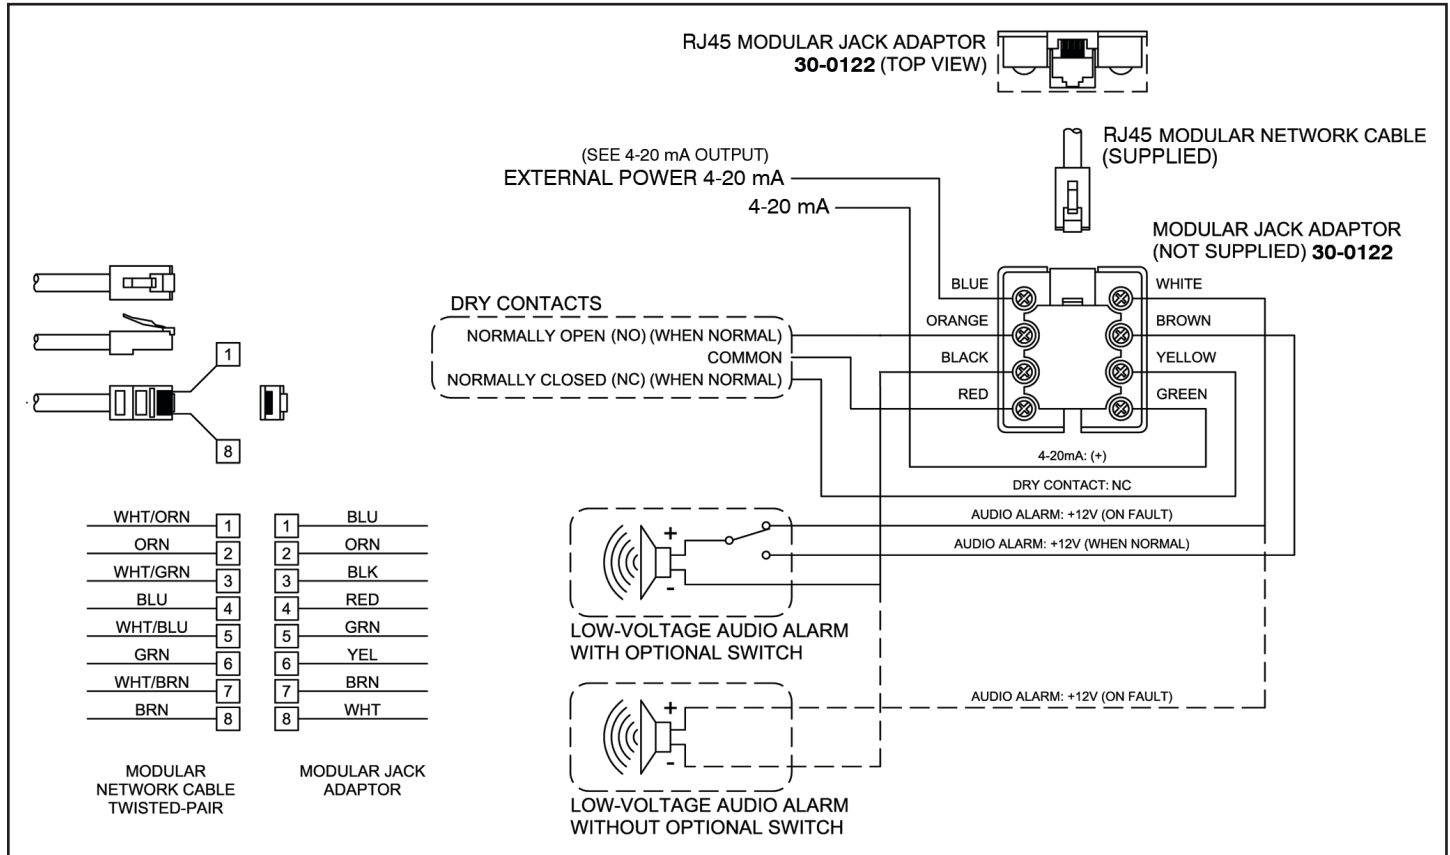 RJ45 MODULAR JACK ADAPTOR
30-0122 (TOP VIEW)
RJ45 MODULAR NETWORK CABLE
(SUPPLIED)
(SEE 4-20 mA OUTPUT)
EXTERNAL POWER 4-20 mA
4-20 mA
MODULAR JACK ADAPTOR
(NOT SUPPLIED) 30-0122
BLUE
WHITE
ORANGE
BROWN
BLACK
YELLOW
RED
GREEN
DRY CONTACTS
NORMALLY OPEN (NO) (WHEN NORMAL)
COMMON
NORMALLY CLOSED (NC) (WHEN NORMAL)
1
8
4-20mA: (+)
DRY CONTACT: NC
AUDIO ALARM: +12V (ON FAULT)
AUDIO ALARM: +12V (WHEN NORMAL)
+
-
LOW-VOLTAGE AUDIO ALARM
WITH OPTIONAL SWITCH
AUDIO ALARM: +12V (ON FAULT)
+
-
LOW-VOLTAGE AUDIO ALARM
WITHOUT OPTIONAL SWITCH
WHT/ORN 1 1 BLU
ORN 2 2 ORN
WHT/GRN 3 3 BLK
BLU 4 4 RED
WHT/BLU 5 5 GRN
GRN 6 6 YEL
WHT/BRN 7 7 BRN
BRN 8 8 WHT
MODULAR
NETWORK CABLE
TWISTED-PAIR
MODULAR JACK
ADAPTOR